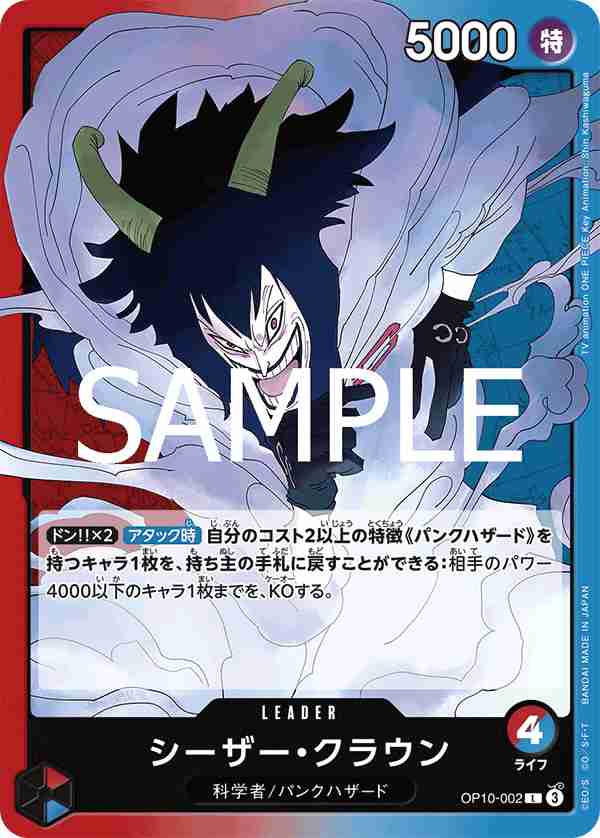 5000 特
TV animation ONE PIECE Key Animation: Shin Kashiwaguma
SAMPLE
ドン!!×2 アタック時 自分のコスト2以上の特徴《パンクハザード》を
持つキャラ1枚を、持ち主の手札に戻すことができる：相手のパワー
4000以下のキャラ1枚までを、KOする。
LEADER
シーザー・クラウン
4
ライフ
科学者/パンクハザード
OP10-002 L 3
©E.O/S ©O/S・F・T BANDAI MADE IN JAPAN